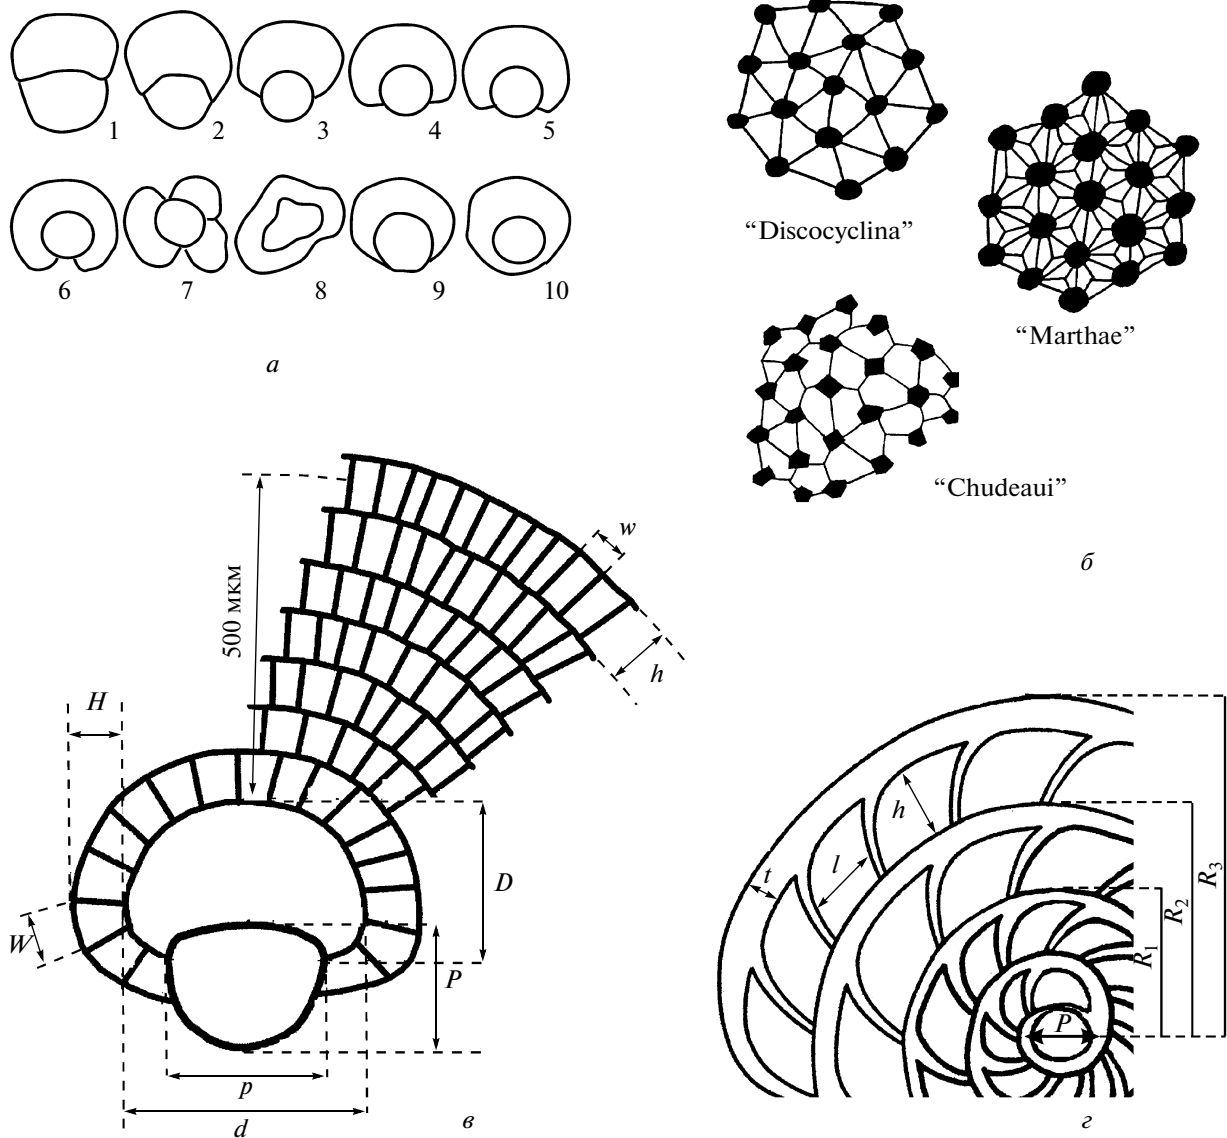 1 2 3 4 5
6 7 8 9 10
а
“Discocyclina”
“Marthae”
“Chudeaui”
б
500 мкм
w
h
H
D
W
P
p
d
в
h
l
t
R1
R2
R3
P
г